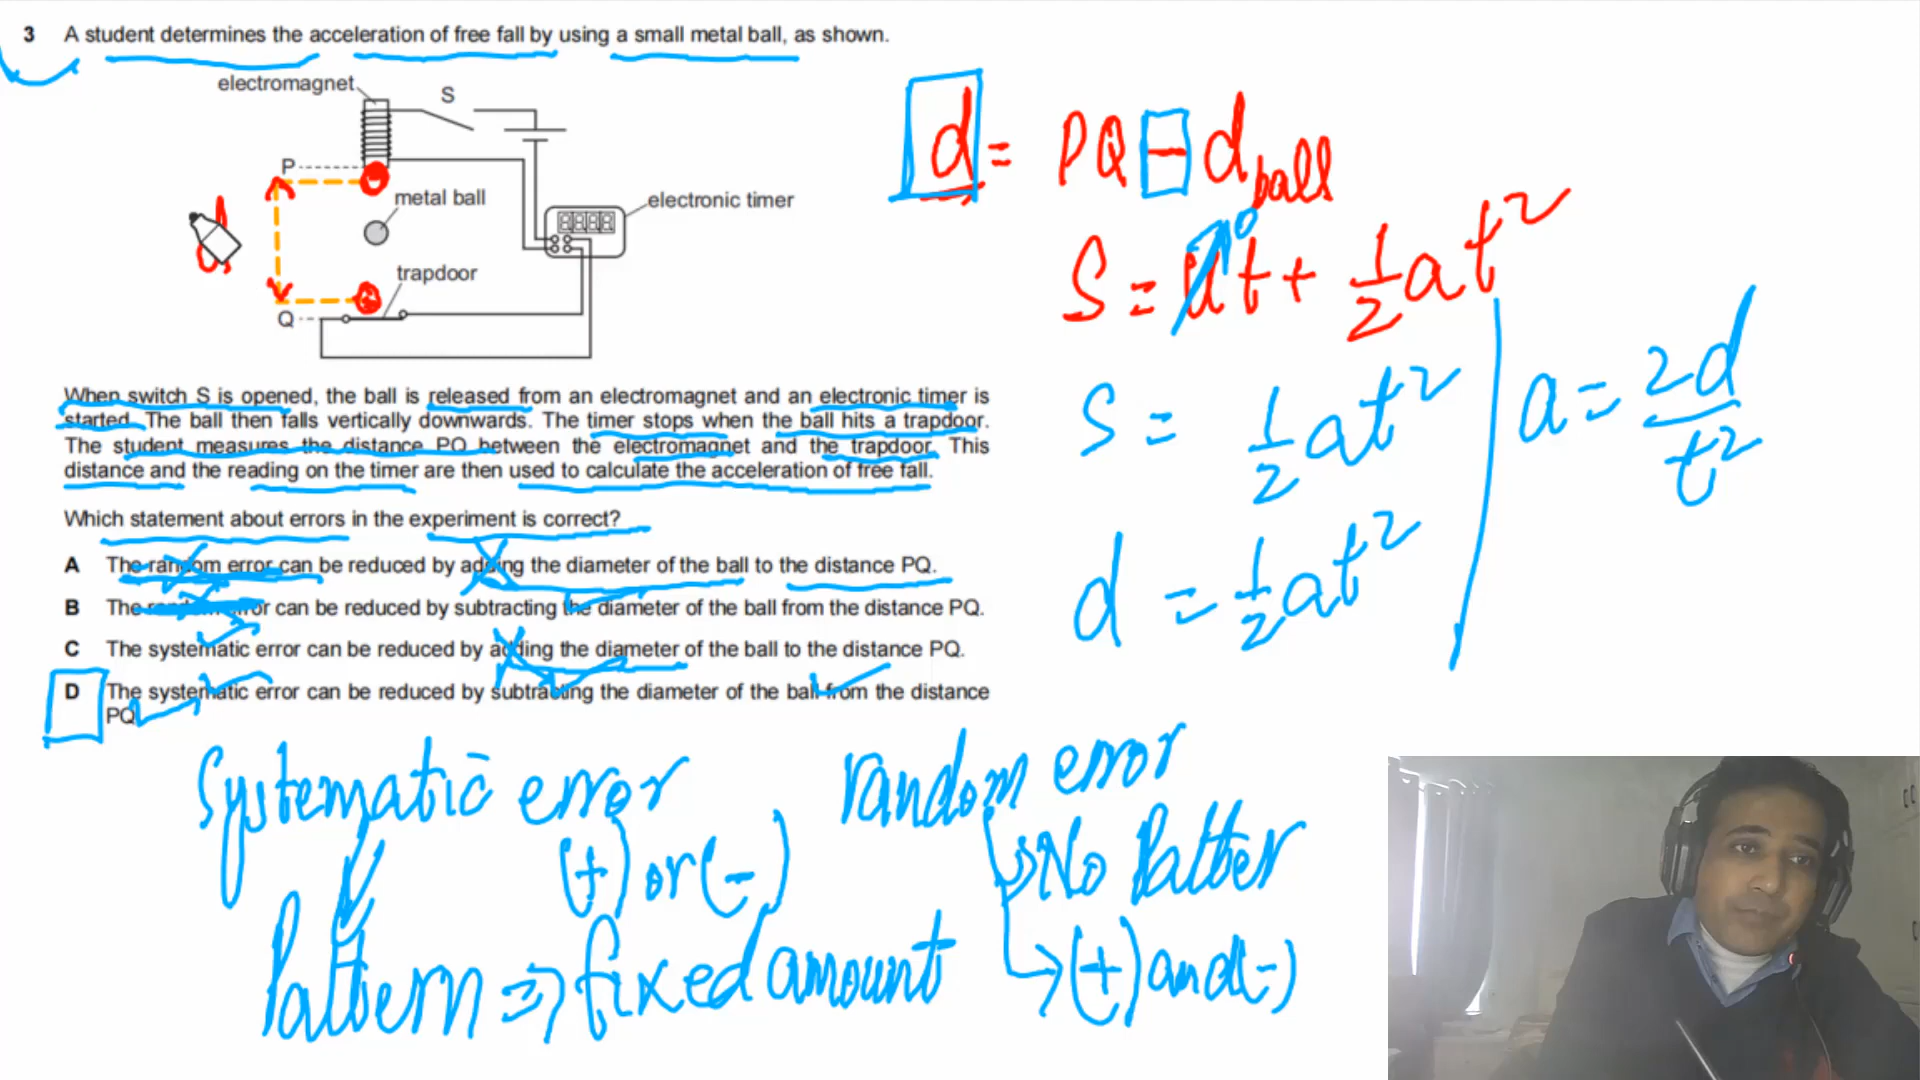 3 A student determines the acceleration of free fall by using a small metal ball, as shown.
electromagnet
S
P
metal ball
electronic timer
trapdoor
Q
d = PQ - d ball
S = ut + 1/2 at²
0
S = 1/2 at²
d = 1/2 at²
a = 2d/t²
When switch S is opened, the ball is released from an electromagnet and an electronic timer is
started. The ball then falls vertically downwards. The timer stops when the ball hits a trapdoor.
The student measures the distance PQ between the electromagnet and the trapdoor. This
distance and the reading on the timer are then used to calculate the acceleration of free fall.
Which statement about errors in the experiment is correct?
A The random error can be reduced by adding the diameter of the ball to the distance PQ.
B The random error can be reduced by subtracting the diameter of the ball from the distance PQ.
C The systematic error can be reduced by adding the diameter of the ball to the distance PQ.
D The systematic error can be reduced by subtracting the diameter of the ball from the distance
PQ.
Systematic error
(+) or (-)
Pattern => fixed amount
random error
No Patter
(+) and (-)